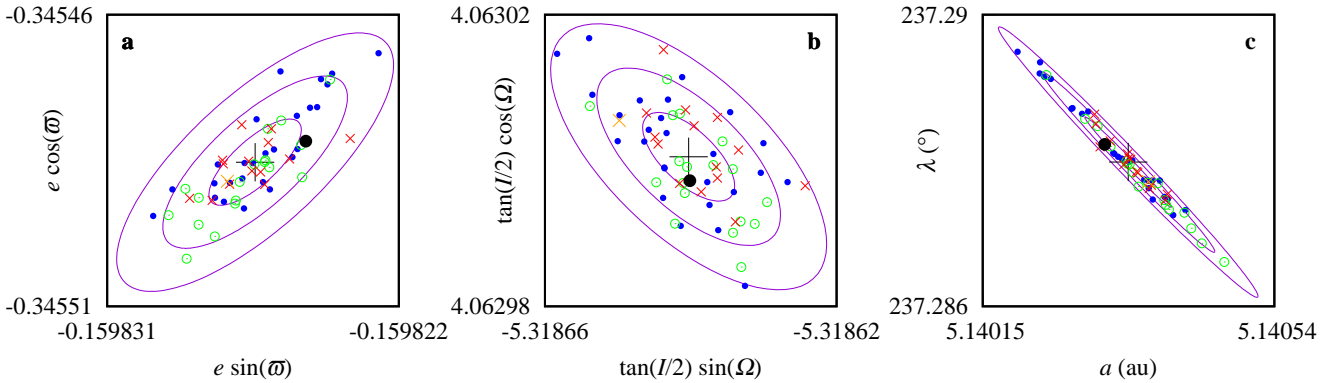 -0.34546
a
e cos(ϖ)
-0.34551
-0.159831
-0.159822
e sin(ϖ)
4.06302
b
tan(I/2) cos(Ω)
4.06298
-5.31866
-5.31862
tan(I/2) sin(Ω)
237.29
c
λ (°)
237.286
5.14015
5.14054
a (au)